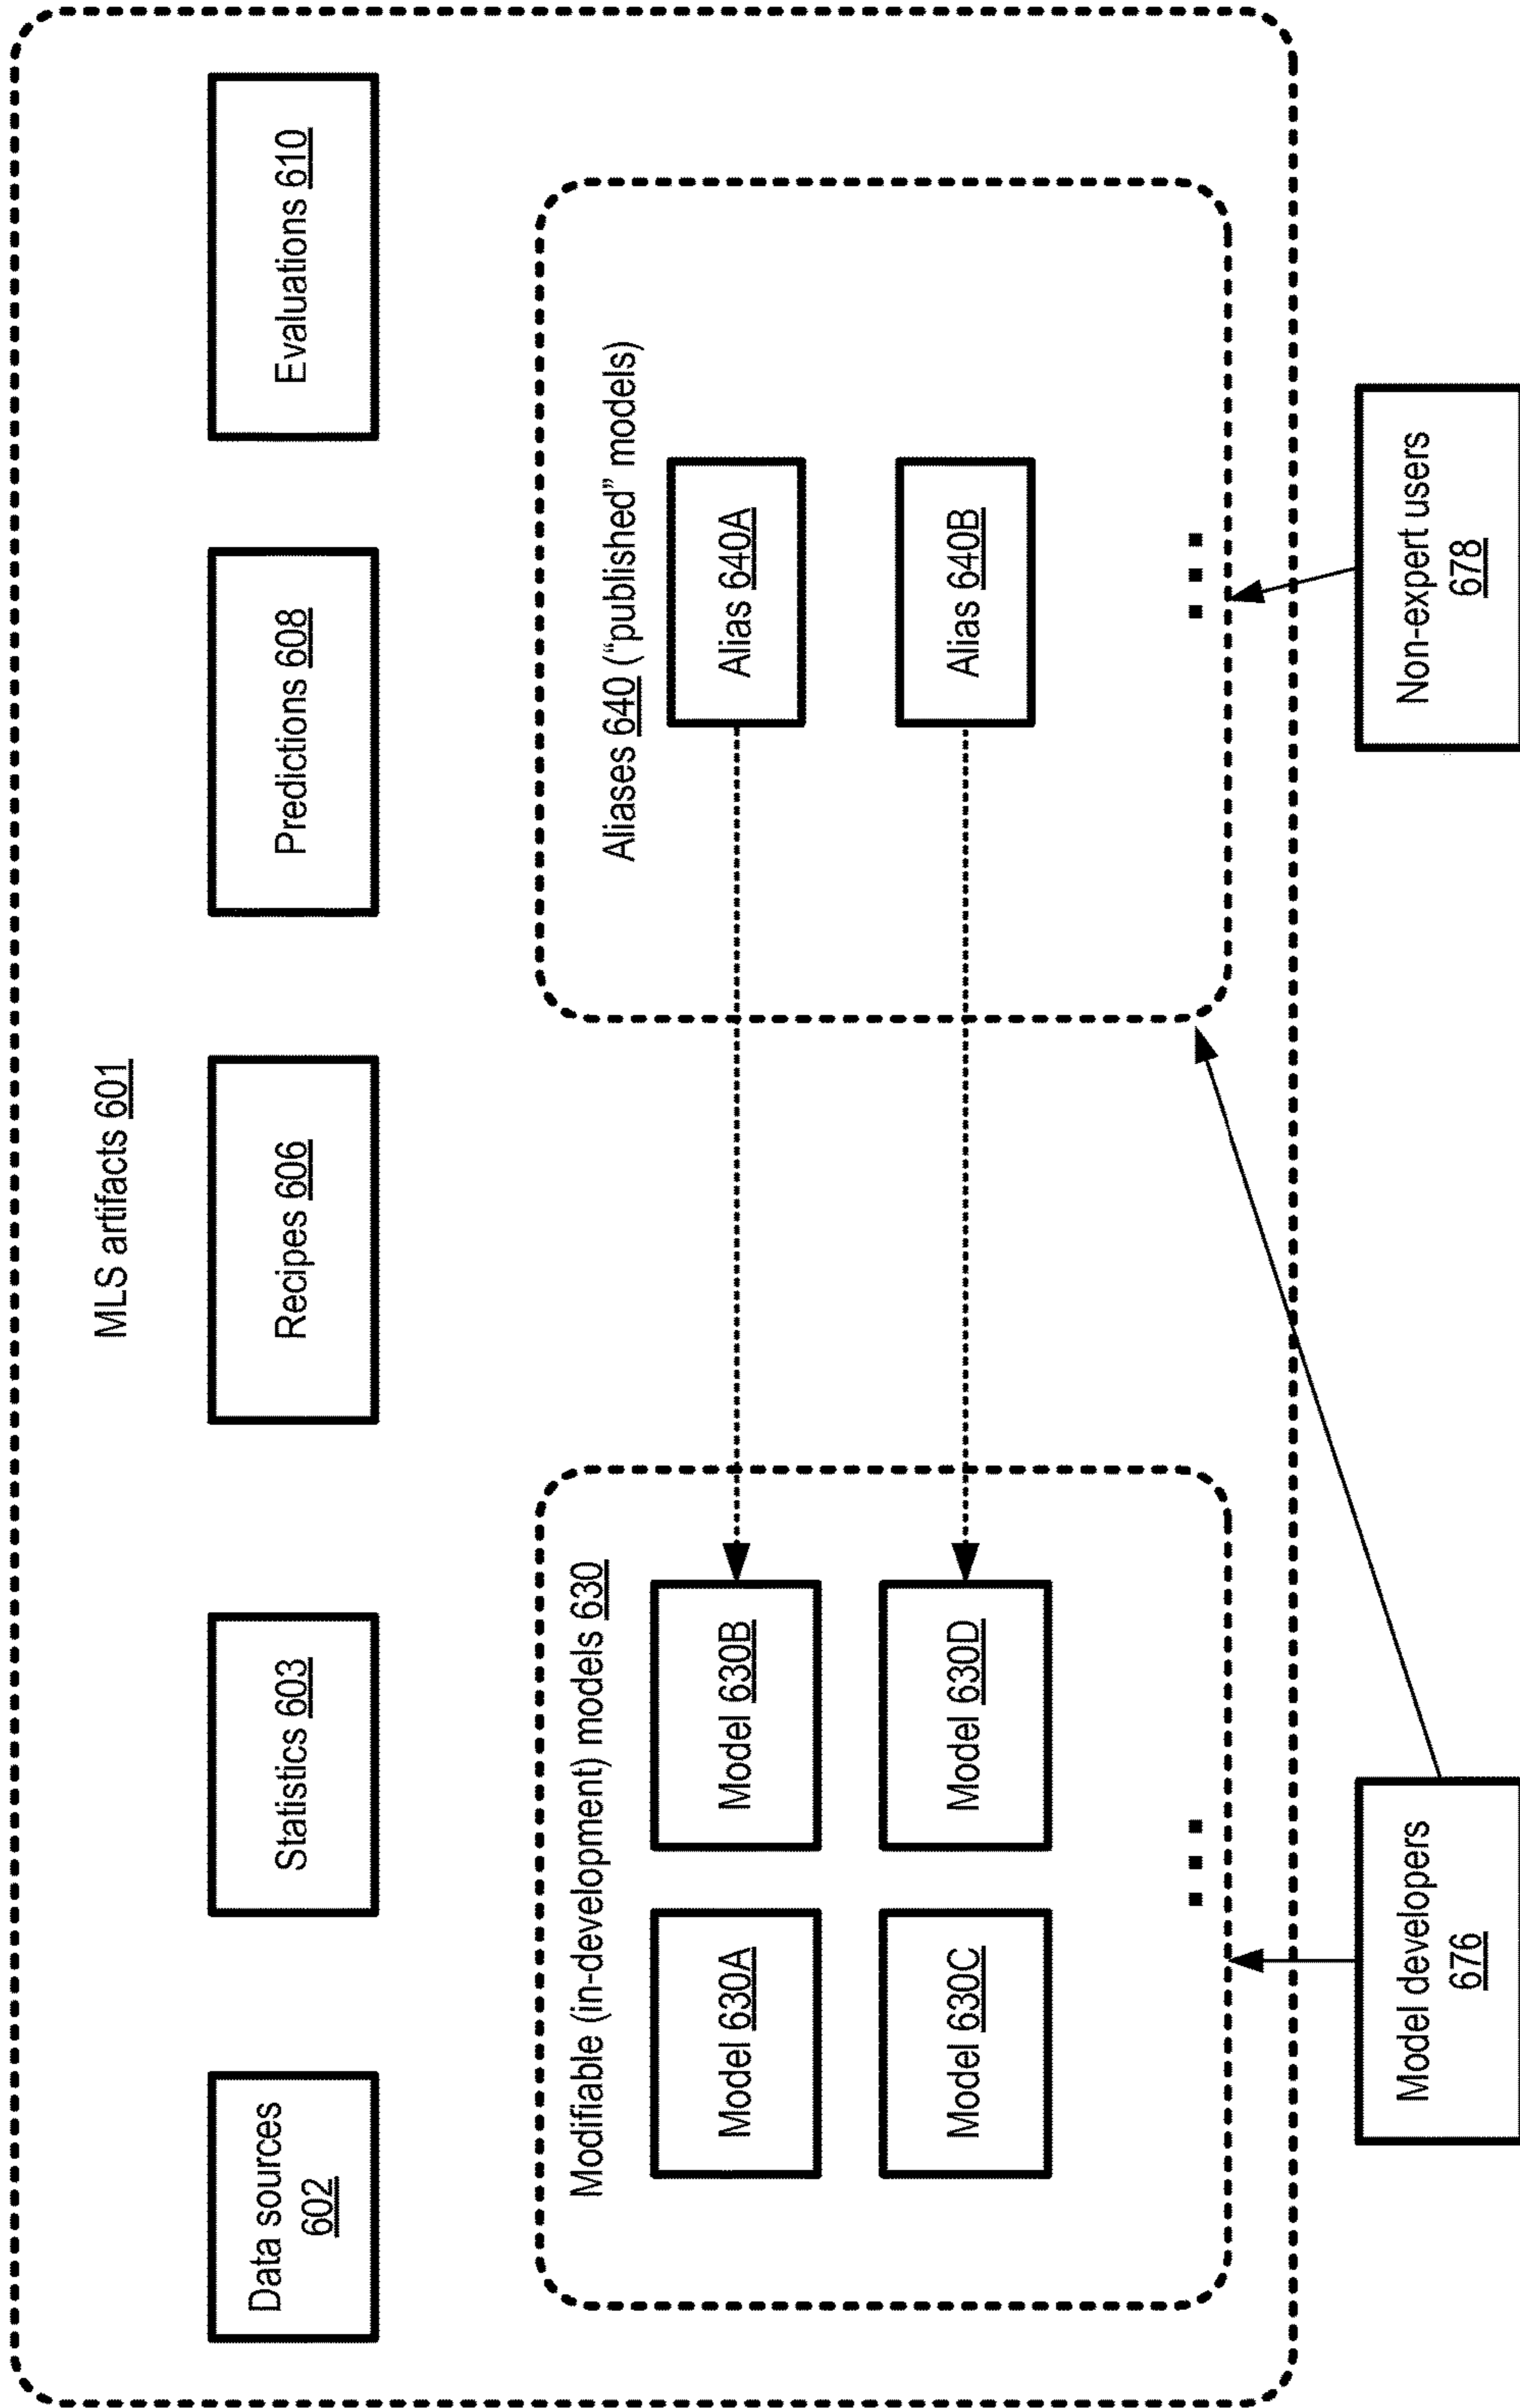 MLS artifacts 601
Data sources
602
Statistics 603
Recipes 606
Predictions 608
Evaluations 610
Modifiable (in-development) models 630
Model 630A
Model 630B
Model 630C
Model 630D
Aliases 640 (“published” models)
Alias 640A
Alias 640B
Model developers
676
Non-expert users
678